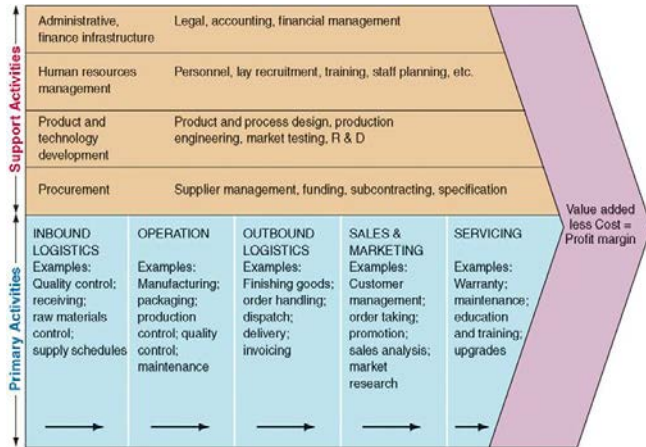 Support Activities
Administrative,
finance infrastructure
Legal, accounting, financial management
Human resources
management
Personnel, lay recruitment, training, staff planning, etc.
Product and
technology
development
Product and process design, production
engineering, market testing, R & D
Procurement
Supplier management, funding, subcontracting, specification
Primary Activities
INBOUND
LOGISTICS
Examples:
Quality control;
receiving;
raw materials
control;
supply schedules
OPERATION
Examples:
Manufacturing;
packaging;
production
control; quality
control;
maintenance
OUTBOUND
LOGISTICS
Examples:
Finishing goods;
order handling;
dispatch;
delivery;
invoicing
SALES &
MARKETING
Examples:
Customer
management;
order taking;
promotion;
sales analysis;
market
research
SERVICING
Examples:
Warranty;
maintenance;
education
and training;
upgrades
Value added
less Cost =
Profit margin